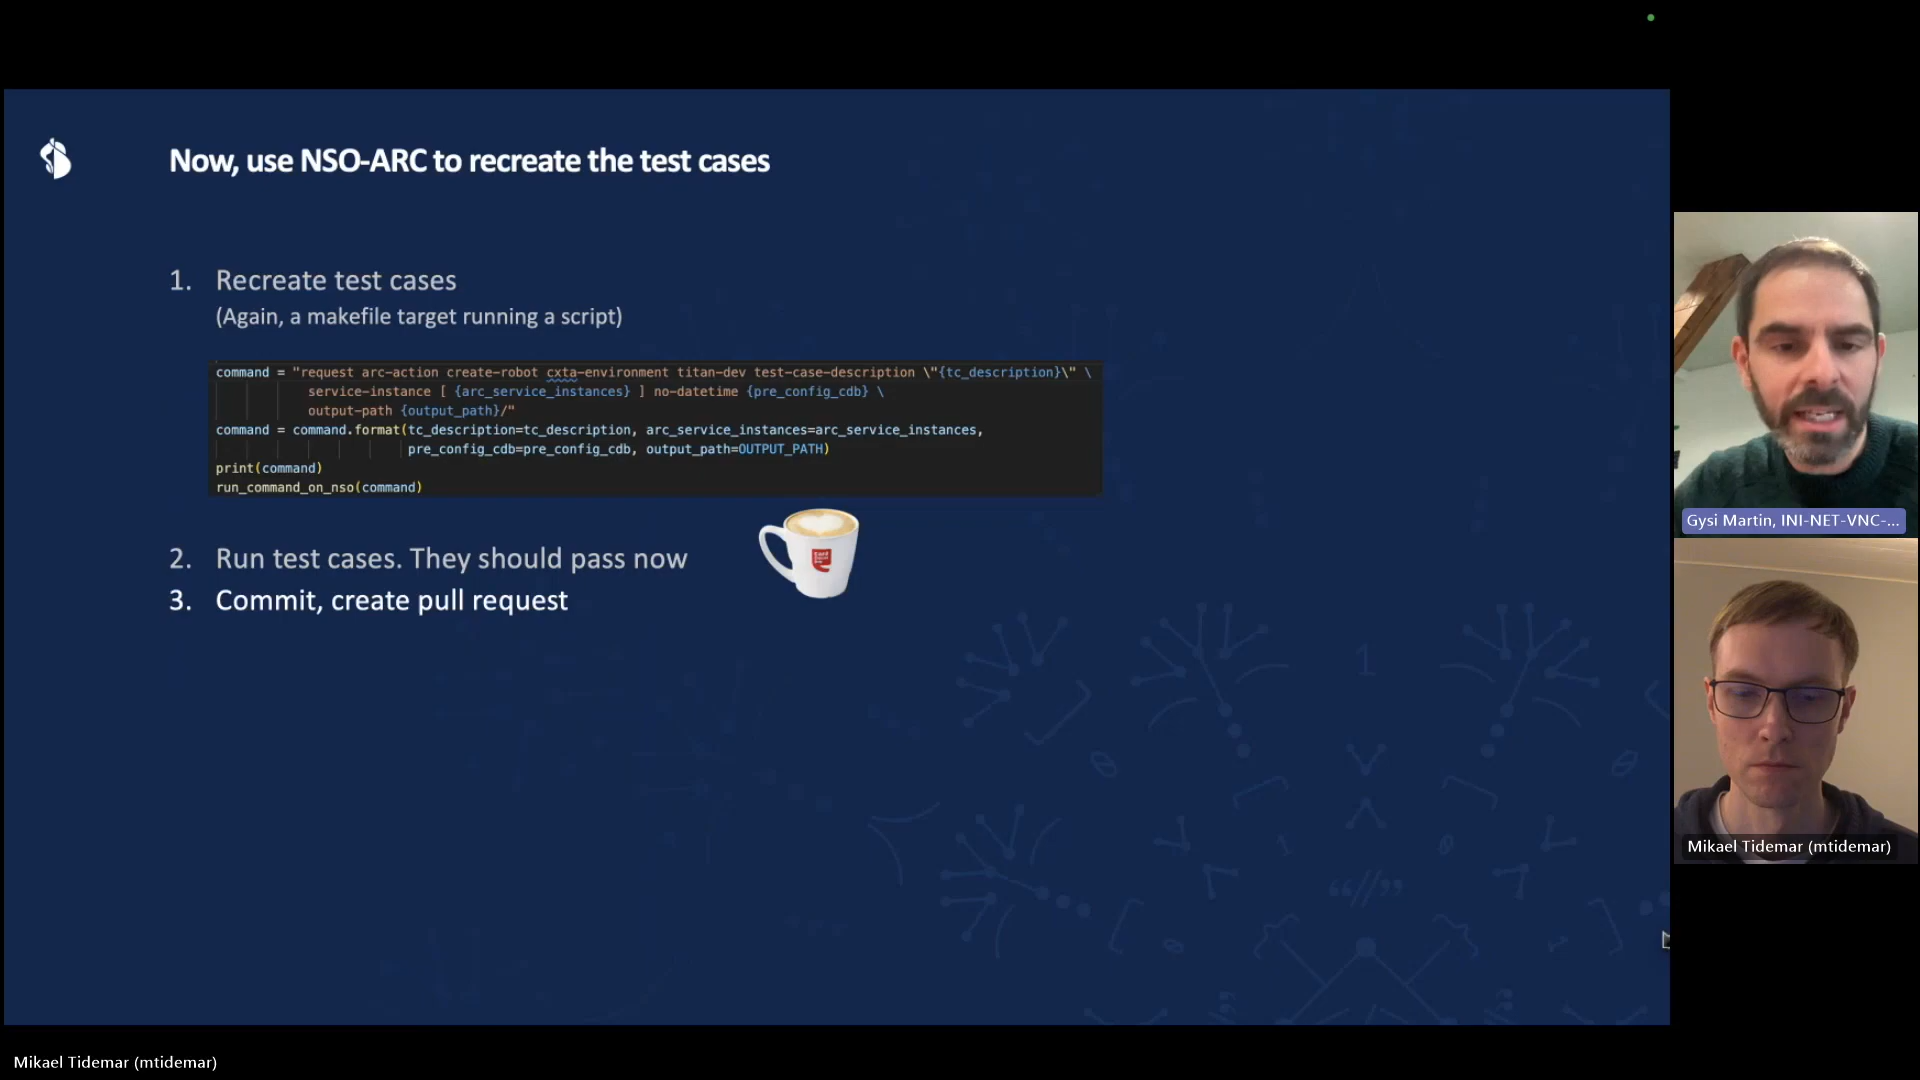 Now, use NSO-ARC to recreate the test cases
1. Recreate test cases
(Again, a makefile target running a script)
command = "request arc-action create-robot cxta-environment titan-dev test-case-description \"{tc_description}\" \
service-instance [ {arc_service_instances} ] no-datetime {pre_config_cdb} \
output-path {output_path}/"
command = command.format(tc_description=tc_description, arc_service_instances=arc_service_instances,
pre_config_cdb=pre_config_cdb, output_path=OUTPUT_PATH)
print(command)
run_command_on_nso(command)
2. Run test cases. They should pass now
3. Commit, create pull request
Gysi Martin, INI-NET-VNC-...
Mikael Tidemar (mtidemar)
Mikael Tidemar (mtidemar)